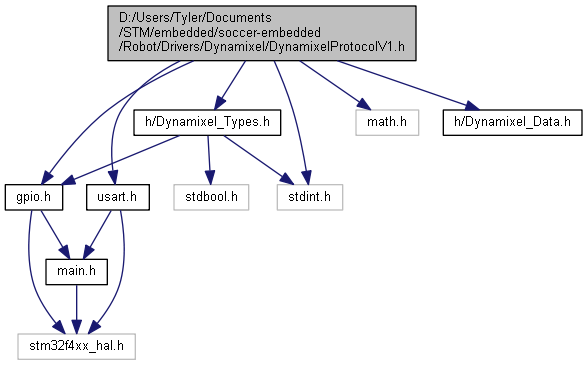 D:/Users/Tyler/Documents
/STM/embedded/soccer-embedded
/Robot/Drivers/Dynamixel/DynamixelProtocolV1.h
h/Dynamixel_Types.h
math.h
h/Dynamixel_Data.h
gpio.h
usart.h
stdbool.h
stdint.h
main.h
stm32f4xx_hal.h